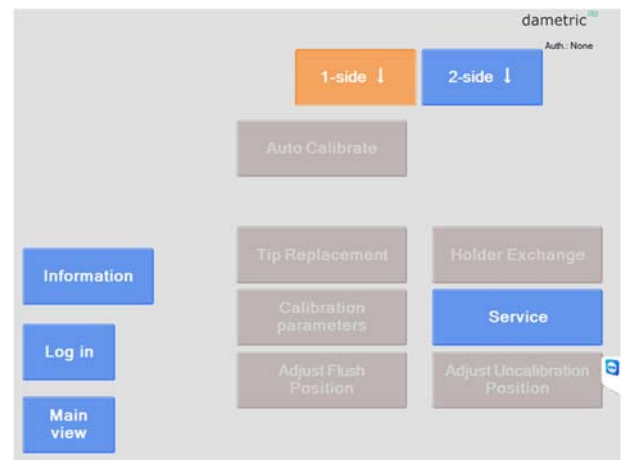 dametric
Auth.: None
1-side ↓
2-side ↓
Auto Calibrate
Tip Replacement
Holder Exchange
Information
Calibration
parameters
Service
Log in
Adjust Flush
Position
Adjust Uncalibration
Position
Main
view